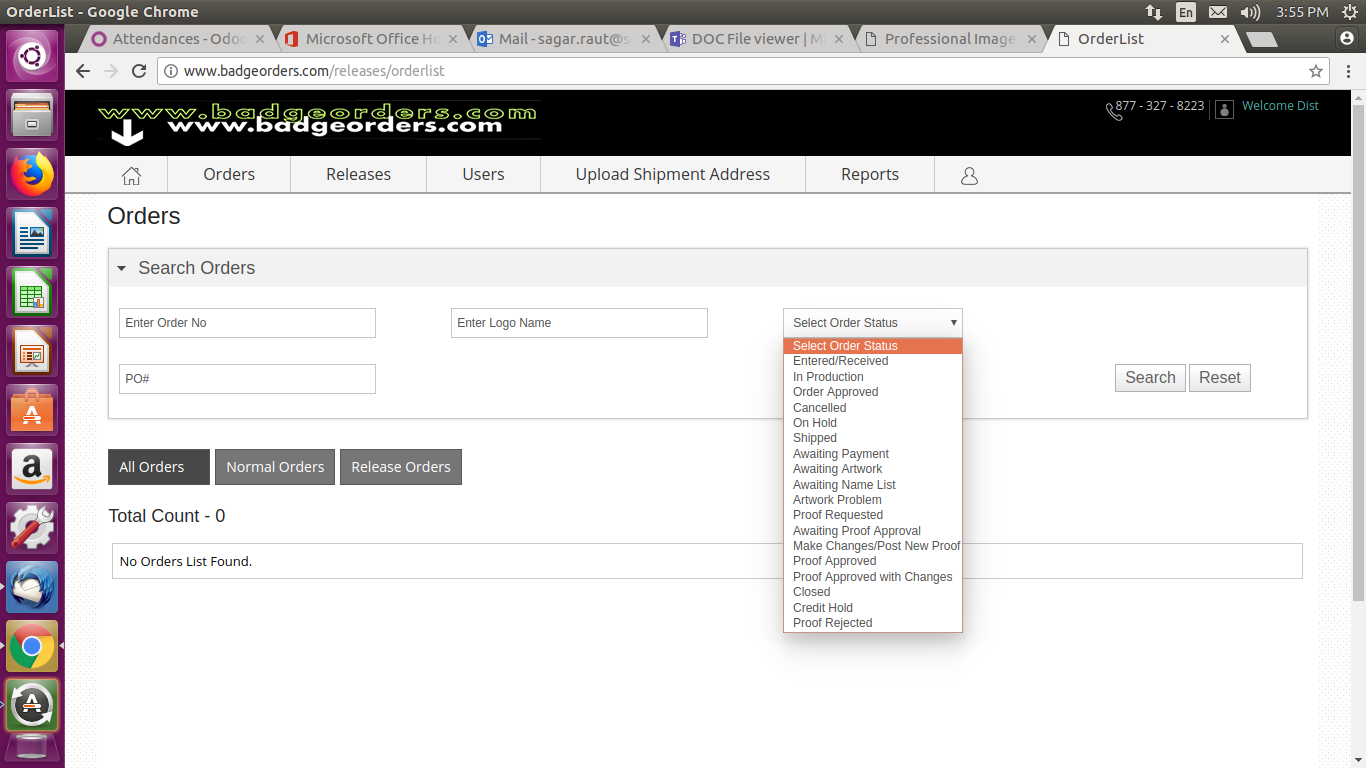 OrderList - Google Chrome
En
3:55 PM
Attendances - Odoo
Microsoft Office Ho
Mail - sagar.raut@s
DOC File viewer | Mi
Professional Image
OrderList
www.badgeorders.com/releases/orderlist
www.badgeorders.com
www.badgeorders.com
877 - 327 - 8223
Welcome Dist
Orders
Releases
Users
Upload Shipment Address
Reports
Orders
Search Orders
Enter Order No
Enter Logo Name
Select Order Status
PO#
Select Order Status
Entered/Received
In Production
Order Approved
Cancelled
On Hold
Shipped
Awaiting Payment
Awaiting Artwork
Awaiting Name List
Artwork Problem
Proof Requested
Awaiting Proof Approval
Make Changes/Post New Proof
Proof Approved
Proof Approved with Changes
Closed
Credit Hold
Proof Rejected
Search
Reset
All Orders
Normal Orders
Release Orders
Total Count - 0
No Orders List Found.